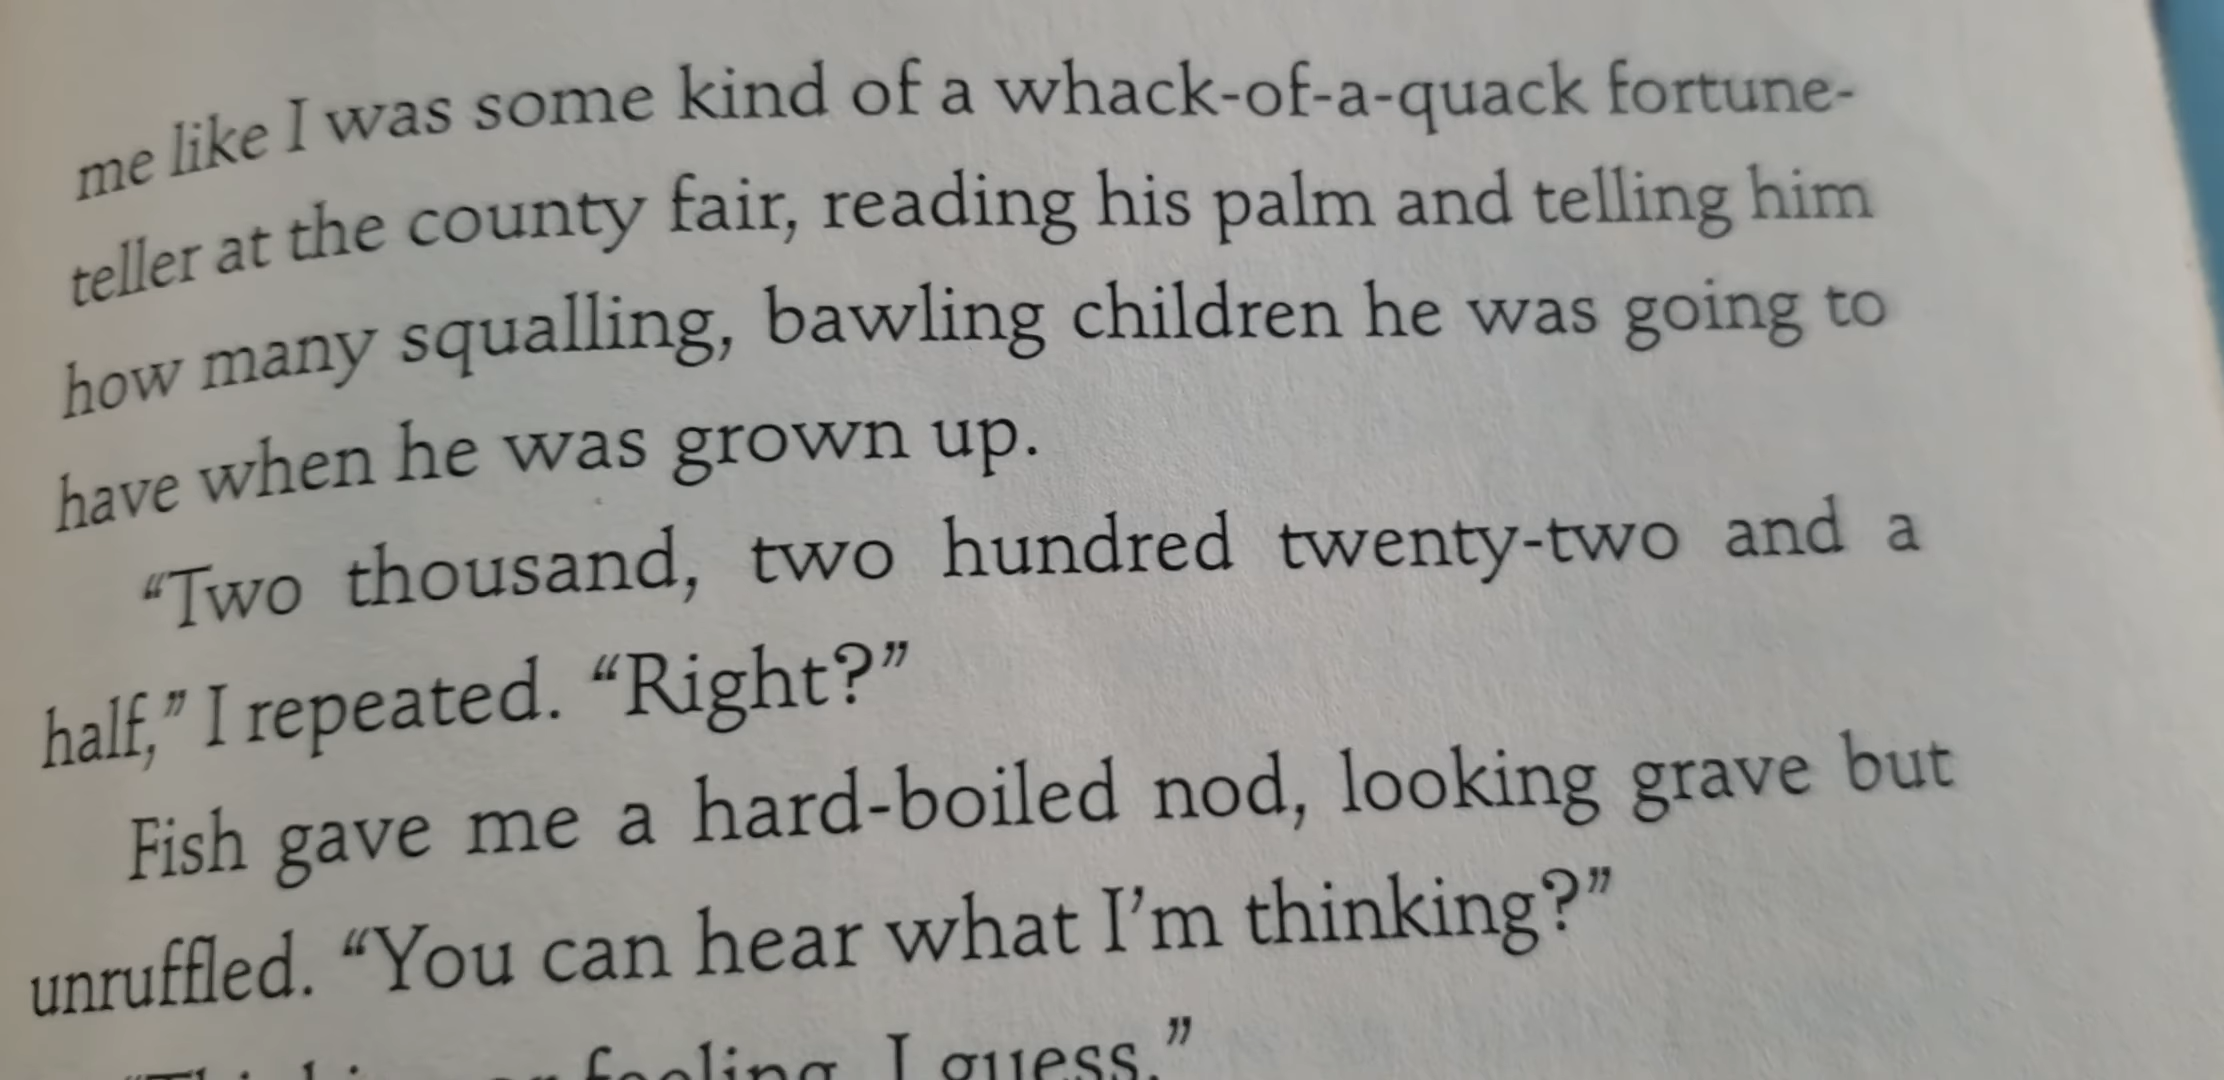 me like I was some kind of a whack-of-a-quack fortune-
teller at the county fair, reading his palm and telling him
how many squalling, bawling children he was going to
have when he was grown up.
“Two thousand, two hundred twenty-two and a
half,” I repeated. “Right?”
Fish gave me a hard-boiled nod, looking grave but
unruffled. “You can hear what I’m thinking?”
feeling, I guess.”